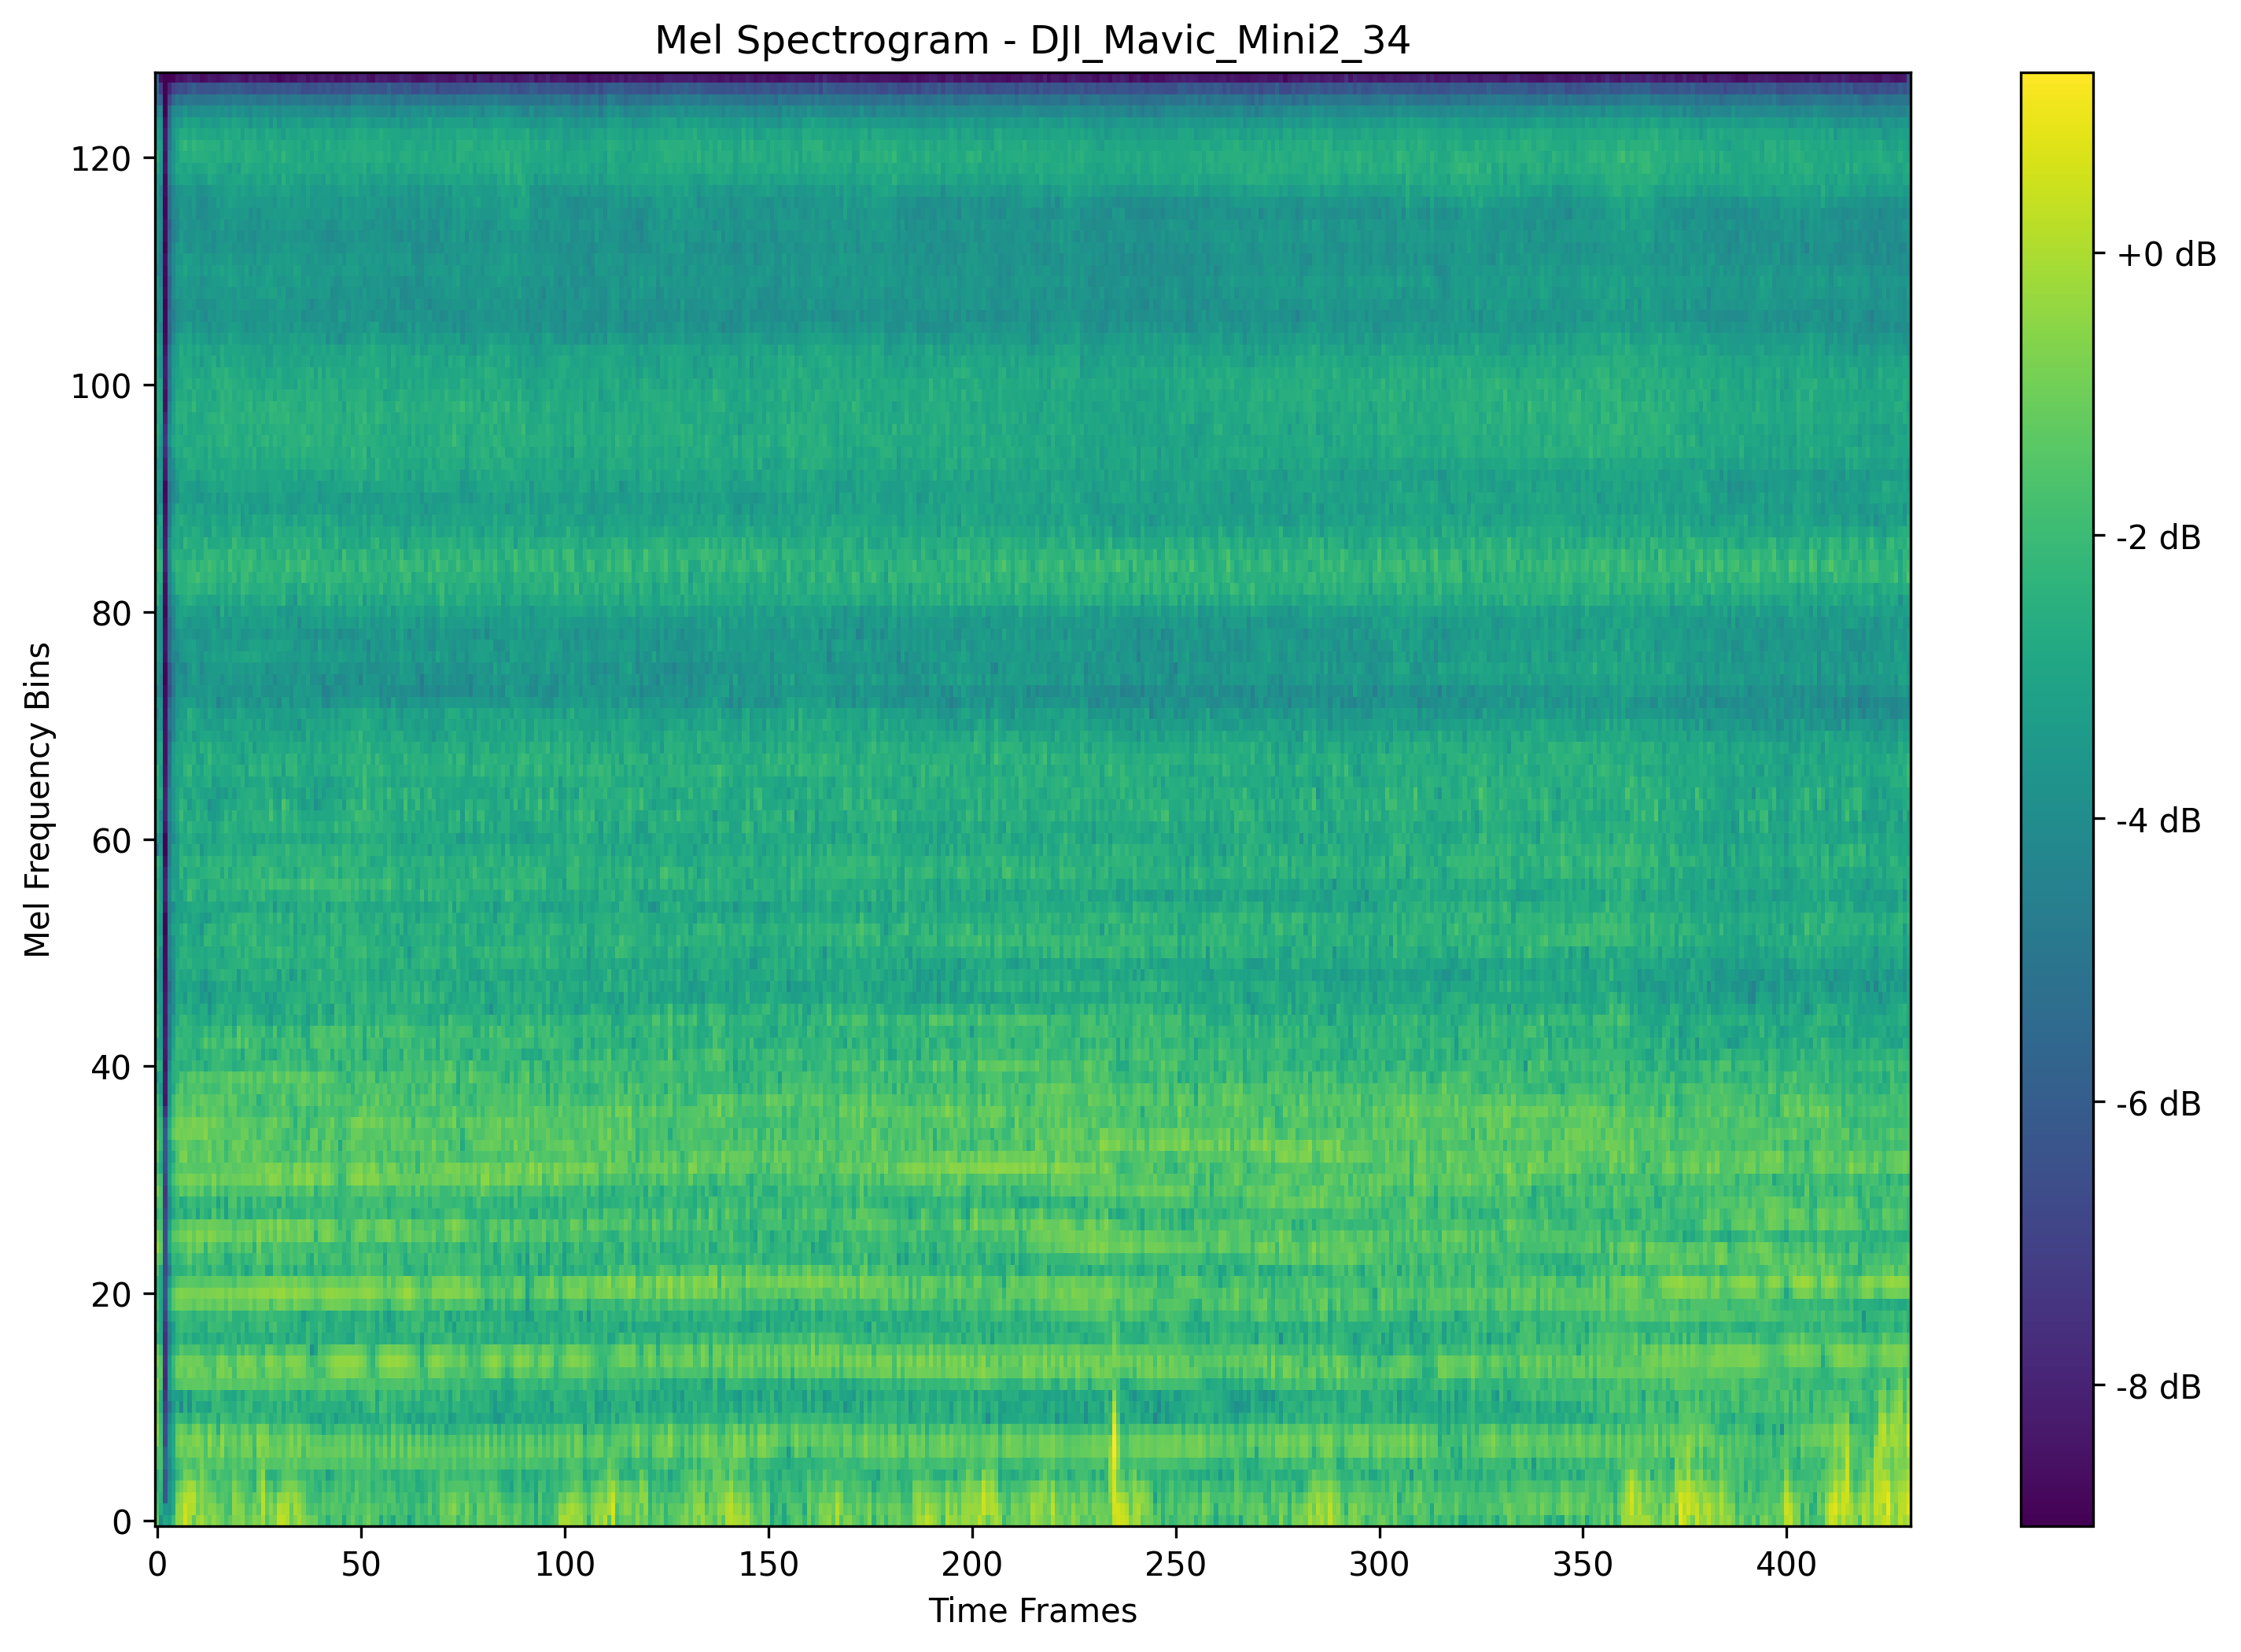 Mel Spectrogram - DJI_Mavic_Mini2_34
Mel Frequency Bins
120
100
80
60
40
20
0
0 50 100 150 200 250 300 350 400
Time Frames
+0 dB
-2 dB
-4 dB
-6 dB
-8 dB